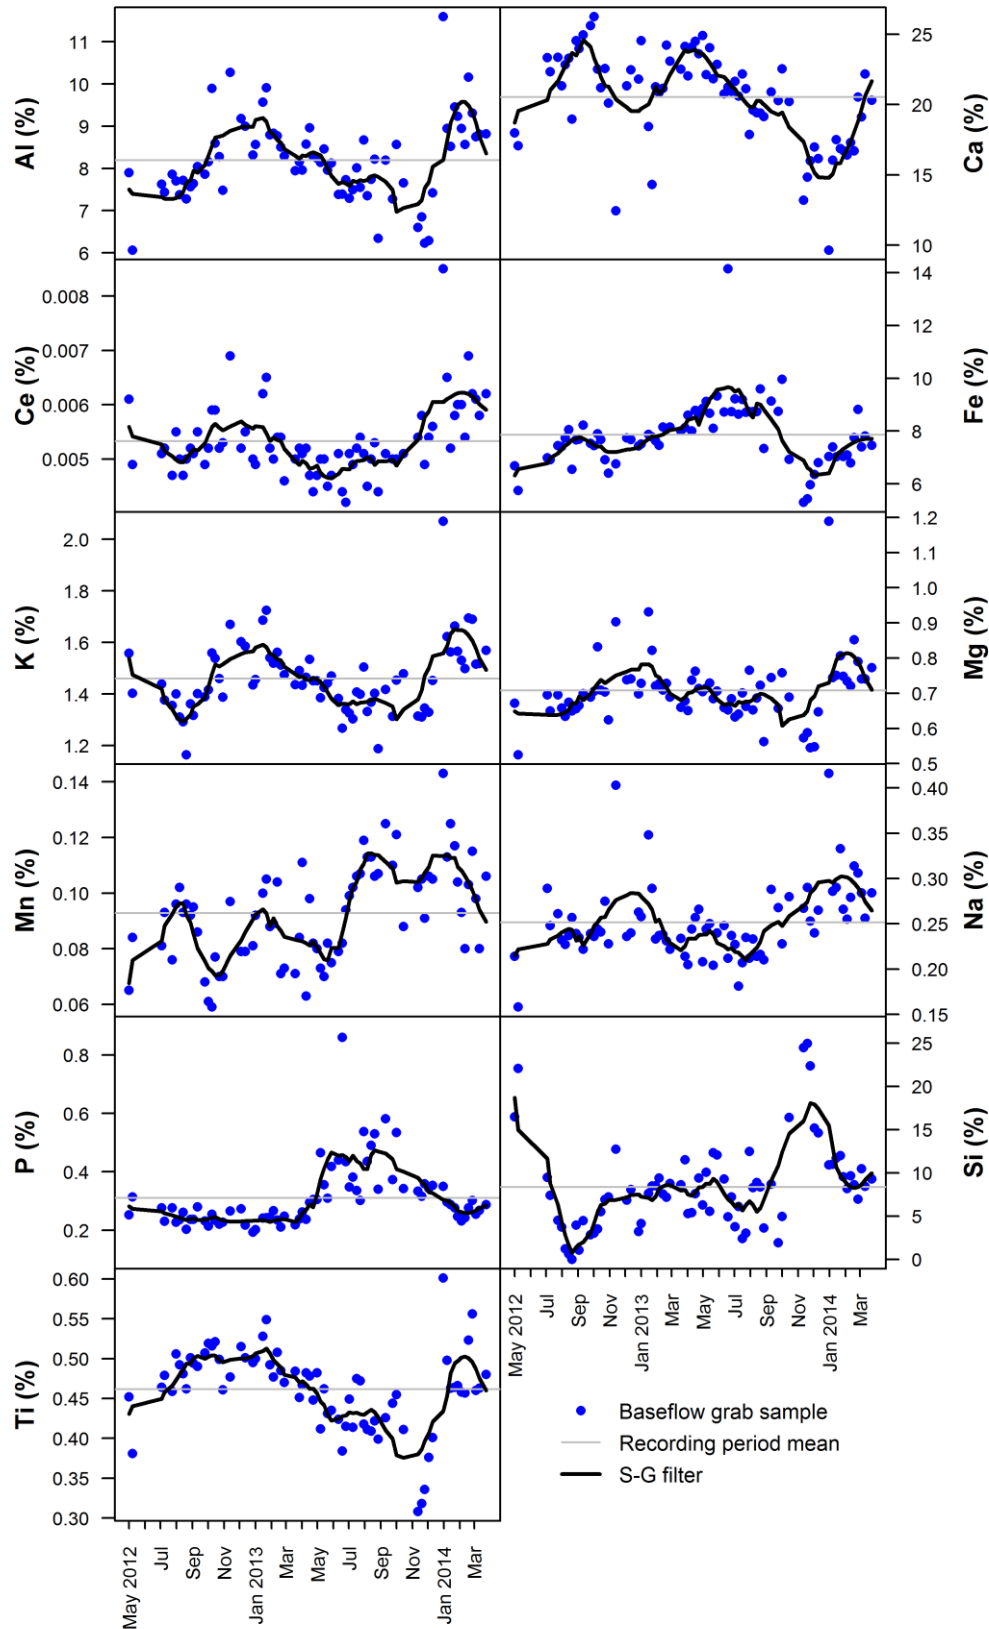 Al (%)
11
10
9
8
7
6
Ca (%)
25
20
15
10
Ce (%)
0.008
0.007
0.006
0.005
Fe (%)
14
12
10
8
6
K (%)
2.0
1.8
1.6
1.4
1.2
Mg (%)
1.2
1.1
1.0
0.9
0.8
0.7
0.6
0.5
Mn (%)
0.14
0.12
0.10
0.08
0.06
Na (%)
0.40
0.35
0.30
0.25
0.20
0.15
P (%)
0.8
0.6
0.4
0.2
Si (%)
25
20
15
10
5
0
May 2012
Jul
Sep
Nov
Jan 2013
Mar
May
Jul
Sep
Nov
Jan 2014
Mar
Ti (%)
0.60
0.55
0.50
0.45
0.40
0.35
0.30
May 2012
Jul
Sep
Nov
Jan 2013
Mar
May
Jul
Sep
Nov
Jan 2014
Mar
Baseflow grab sample
Recording period mean
S-G filter